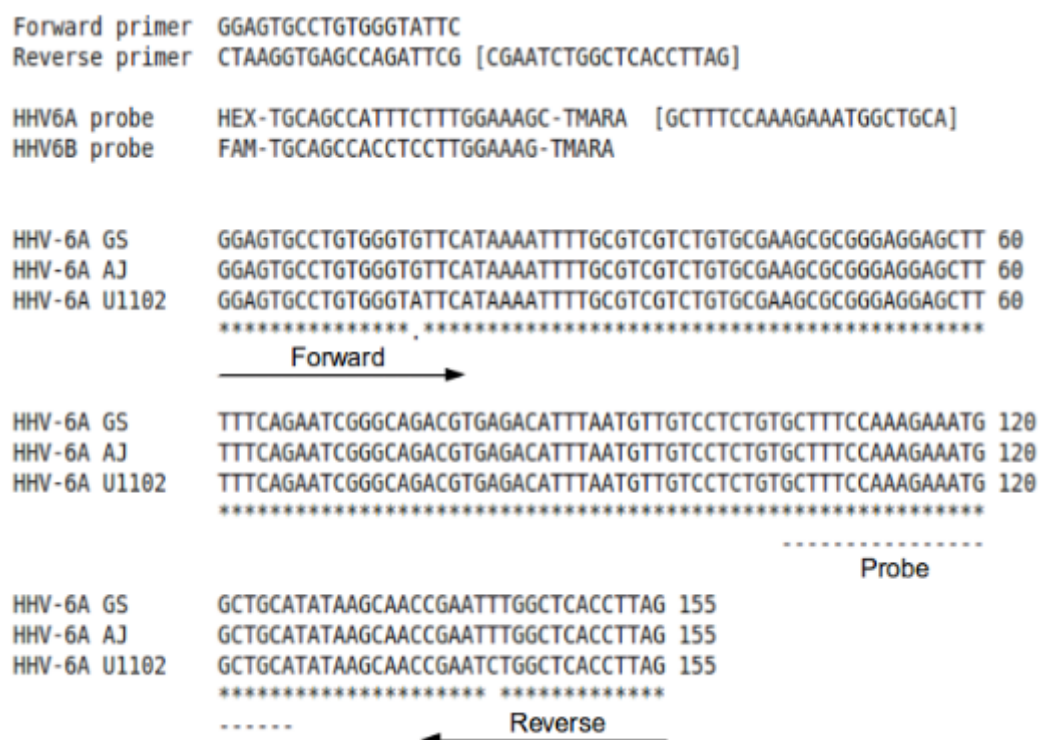 Forward primer GGAGTGCCTGTGGGTATTC
Reverse primer CTAAGGTGAGCCAGATTCG [CGAATCTGGCTCACCTTAG]
HHV6A probe HEX-TGCAGCCATTTCTTTGGAAAGC-TMARA [GCTTTCCAAAGAAATGGCTGCA]
HHV6B probe FAM-TGCAGCCACCTCCTTGGAAAG-TMARA
HHV-6A GS GGAGTGCCTGTGGGTGTTCATAAAATTTTGCGTCGTCTGTGCGAAGCGCGGGAGGAGCTT 60
HHV-6A AJ GGAGTGCCTGTGGGTGTTCATAAAATTTTGCGTCGTCTGTGCGAAGCGCGGGAGGAGCTT 60
HHV-6A U1102 GGAGTGCCTGTGGGTATTCATAAAATTTTGCGTCGTCTGTGCGAAGCGCGGGAGGAGCTT 60
***************.********************************************
Forward
HHV-6A GS TTTCAGAATCGGGCAGACGTGAGACATTTAATGTTGTCCTCTGTGCTTTCCAAAGAAATG 120
HHV-6A AJ TTTCAGAATCGGGCAGACGTGAGACATTTAATGTTGTCCTCTGTGCTTTCCAAAGAAATG 120
HHV-6A U1102 TTTCAGAATCGGGCAGACGTGAGACATTTAATGTTGTCCTCTGTGCTTTCCAAAGAAATG 120
************************************************************
----------------
Probe
HHV-6A GS GCTGCATATAAGCAACCGAATTTGGCTCACCTTAG 155
HHV-6A AJ GCTGCATATAAGCAACCGAATTTGGCTCACCTTAG 155
HHV-6A U1102 GCTGCATATAAGCAACCGAATCTGGCTCACCTTAG 155
********************* *************
------
Reverse